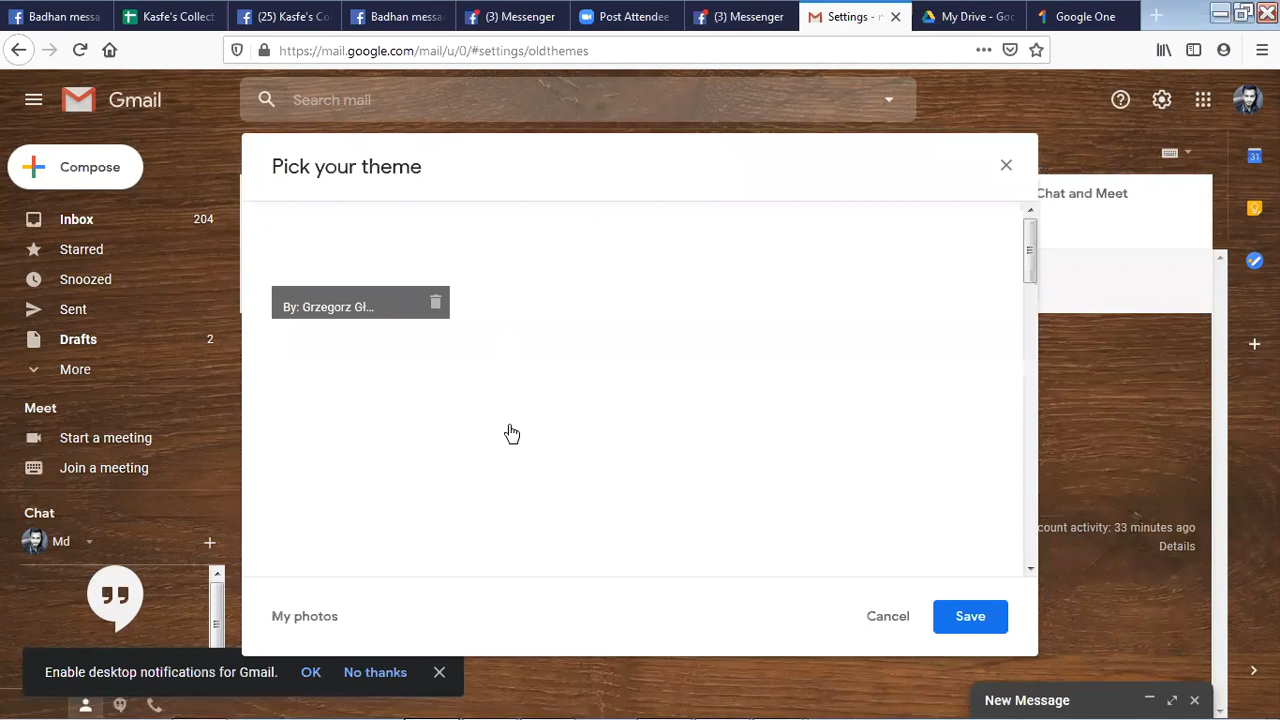 Badhan messa
Kasfe's Collect
(25) Kasfe's Co
Badhan messa
(3) Messenger
Post Attendee
(3) Messenger
Settings - n
My Drive - Goo
Google One
https://mail.google.com/mail/u/0/#settings/oldthemes
Gmail
Search mail
Compose
Pick your theme
Chat and Meet
Inbox 204
Starred
Snoozed
Sent
By: Grzegorz Gł...
Drafts 2
More
Meet
Start a meeting
Join a meeting
Chat
Md
count activity: 33 minutes ago
Details
My photos
Cancel
Save
Enable desktop notifications for Gmail. OK No thanks
New Message
31